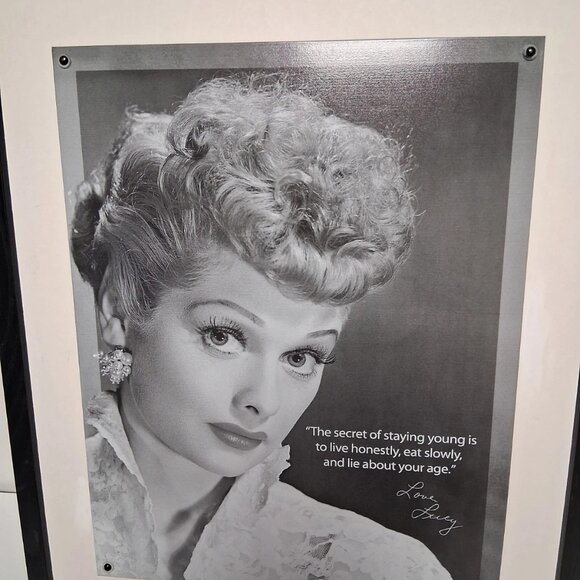 “The secret of staying young is
to live honestly, eat slowly,
and lie about your age.”
Love,
Lucy